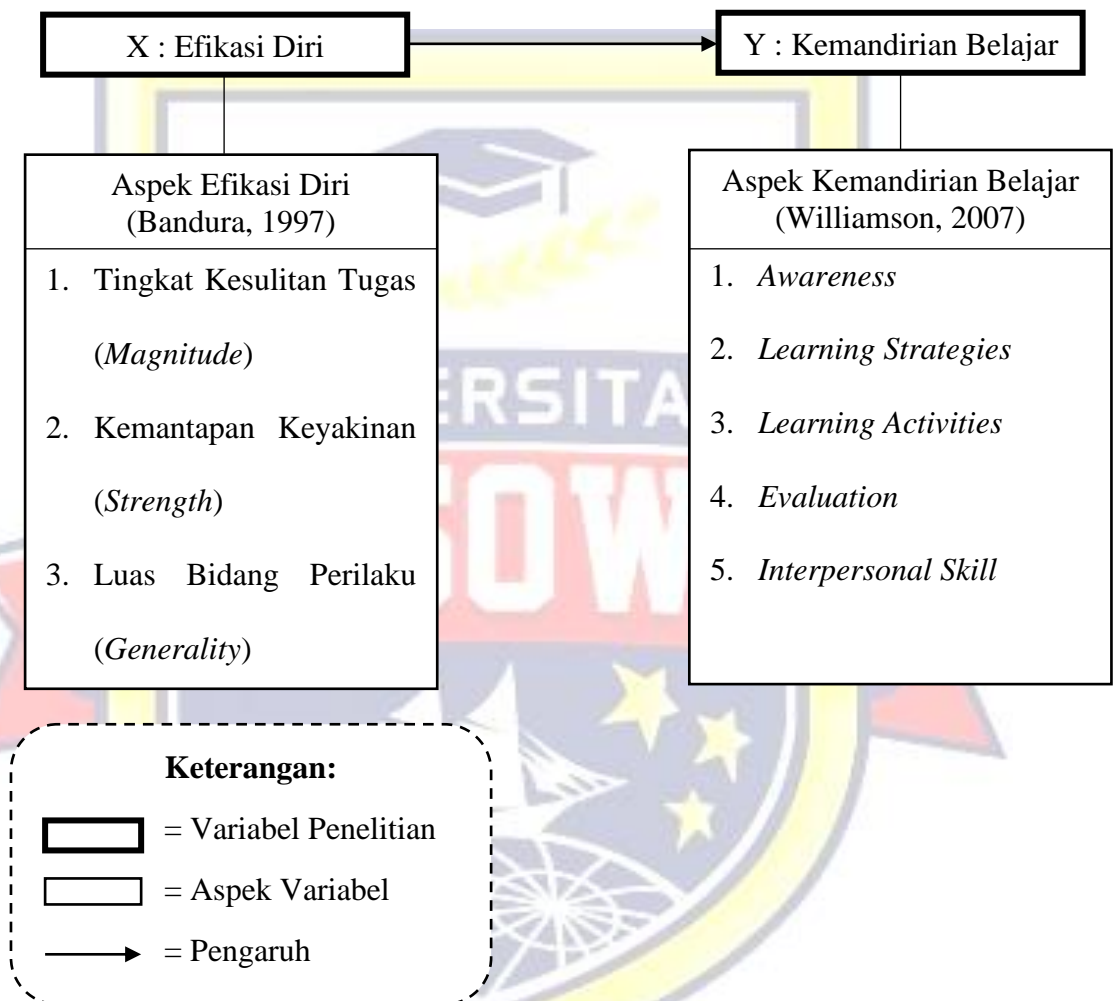 X : Efikasi Diri
Y : Kemandirian Belajar
Aspek Efikasi Diri
(Bandura, 1997)
1. Tingkat Kesulitan Tugas
(Magnitude)
2. Kemantapan Keyakinan
(Strength)
3. Luas Bidang Perilaku
(Generality)
Aspek Kemandirian Belajar
(Williamson, 2007)
1. Awareness
2. Learning Strategies
3. Learning Activities
4. Evaluation
5. Interpersonal Skill
ERSITA
OW
Keterangan:
= Variabel Penelitian
= Aspek Variabel
= Pengaruh